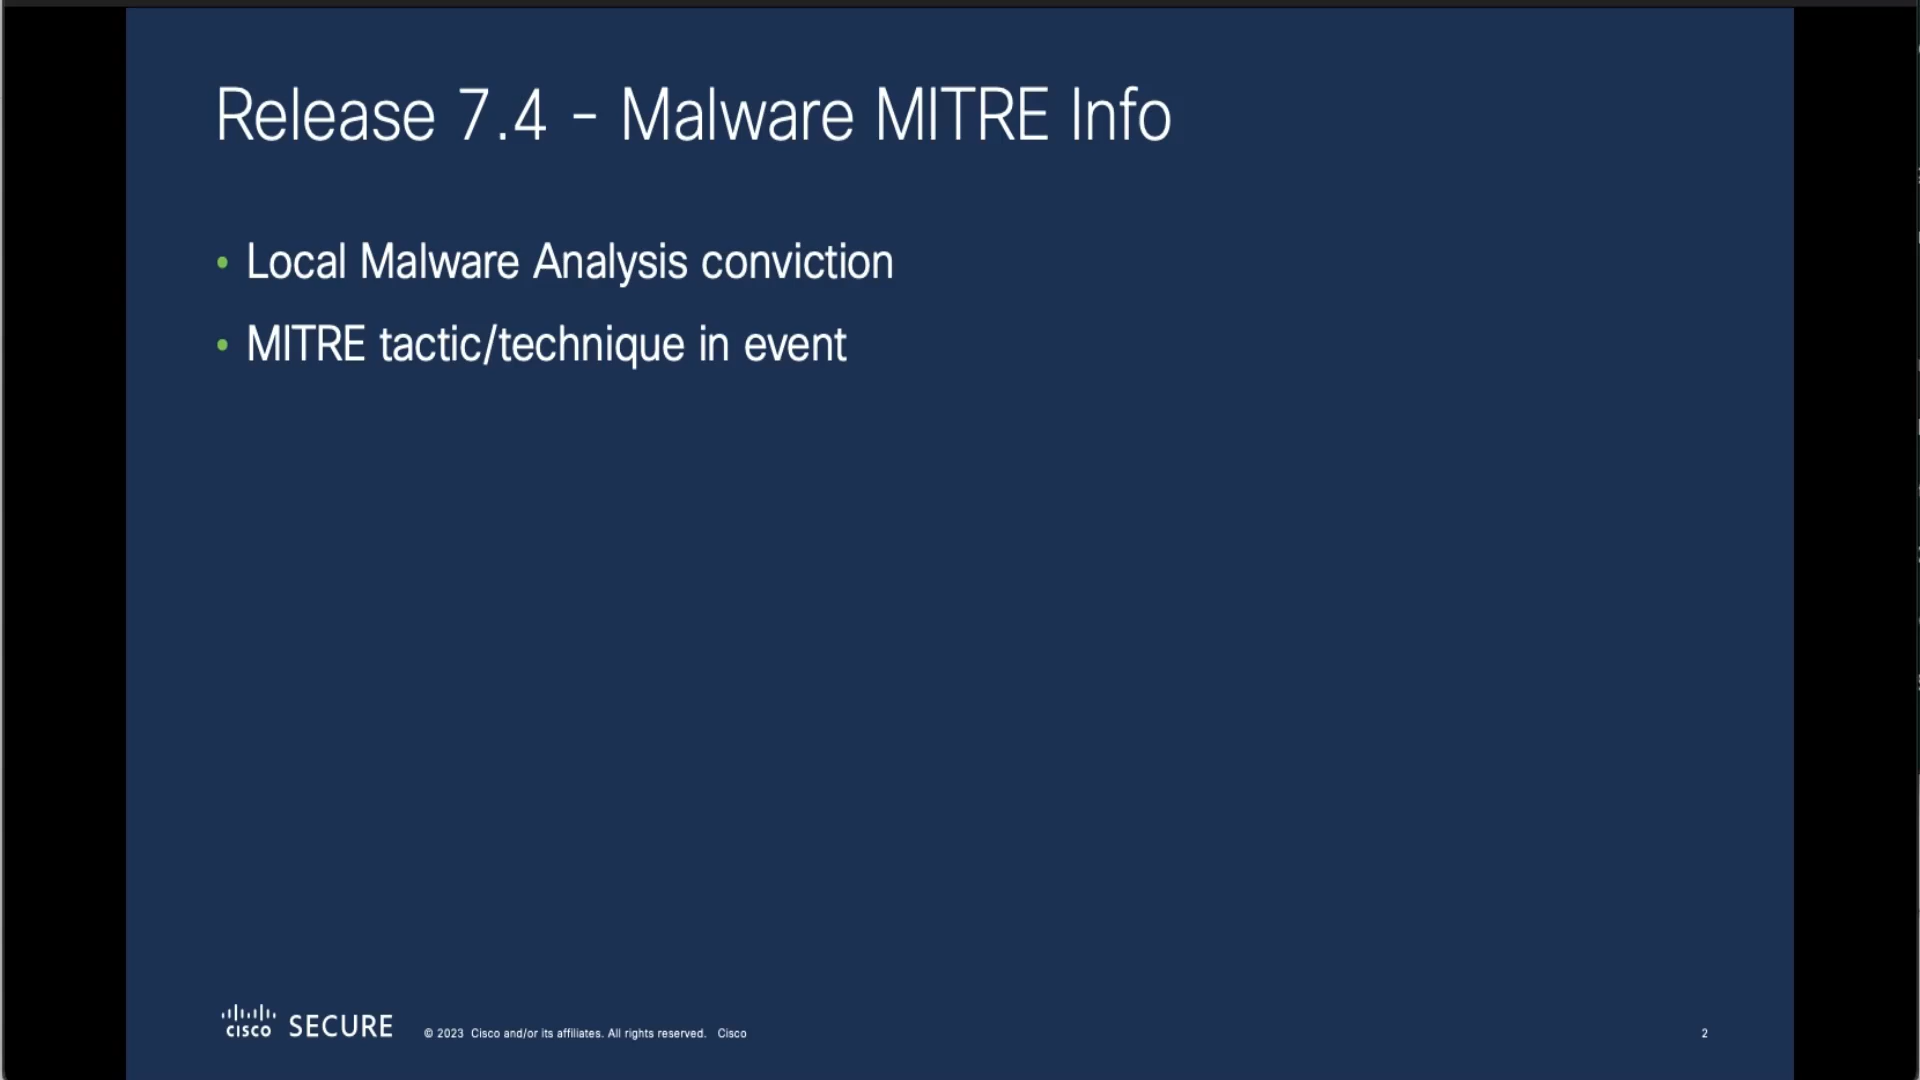 Release 7.4 - Malware MITRE Info
• Local Malware Analysis conviction
• MITRE tactic/technique in event
CISCO SECURE © 2023 Cisco and/or its affiliates. All rights reserved. Cisco 2